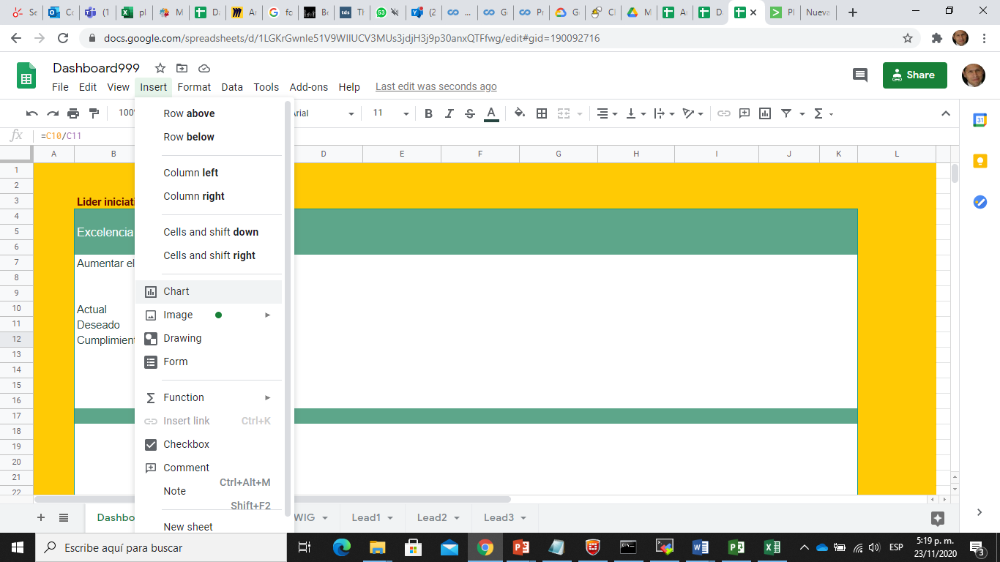 Se
Co
(1
pl
M
Da
Ar
fc
Be
Th
(2
...
Go
Pr
G
Cl
M
A
D
Pl
Nueva
docs.google.com/spreadsheets/d/1LGKrGwnIe51V9WIlUCV3MUs3jdjH3j9p30anxQTFfwg/edit#gid=190092716
Dashboard999
File Edit View Insert Format Data Tools Add-ons Help Last edit was seconds ago
Share
100
Arial 11
fx =C10/C11
A B D E F G H I J K L
1
2
3 Lider iniciati
4
5 Excelencia
6
7 Aumentar el
8
9
10 Actual
11 Deseado
12 Cumplimient
13
14
15
16
17
18
19
20
21
22
Row above
Row below
Column left
Column right
Cells and shift down
Cells and shift right
Chart
Image
Drawing
Form
Function
Insert link Ctrl+K
Checkbox
Comment
Ctrl+Alt+M
Note
Shift+F2
New sheet
Dashbo WIG Lead1 Lead2 Lead3
Escribe aquí para buscar
ESP
5:19 p. m.
23/11/2020
3